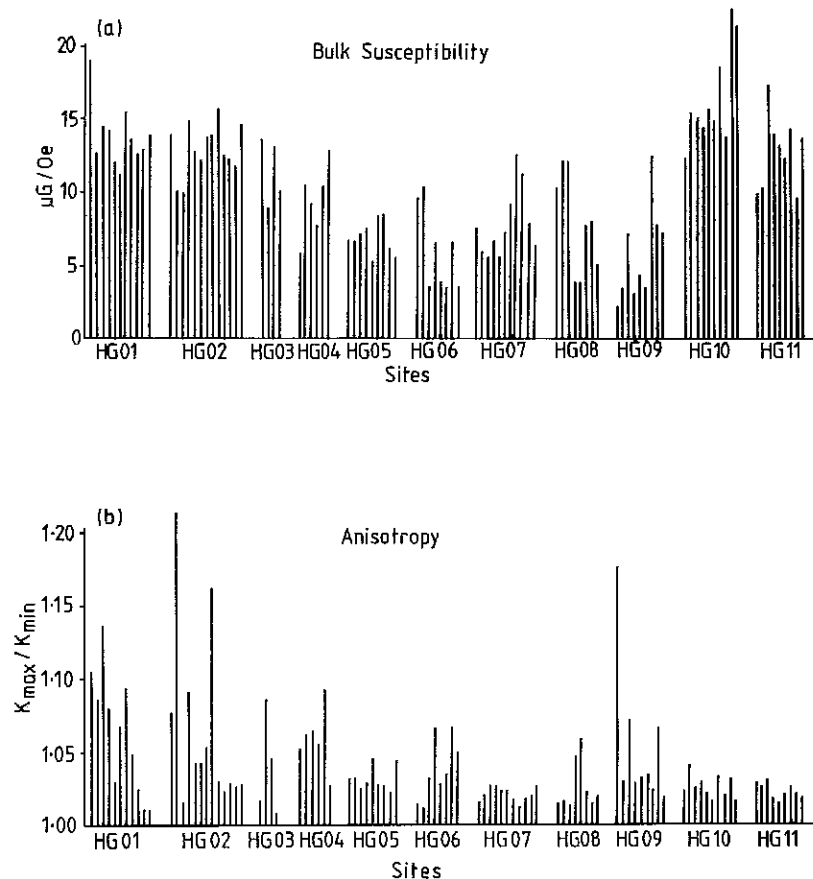 (a)
Bulk Susceptibility
µG/Oe
20
15
10
5
0
HG01 HG02 HG03 HG04 HG05 HG06 HG07 HG08 HG09 HG10 HG11
Sites
(b)
Anisotropy
Kmax / Kmin
1·20
1·15
1·10
1·05
1·00
HG01 HG02 HG03 HG04 HG05 HG06 HG07 HG08 HG09 HG10 HG11
Sites